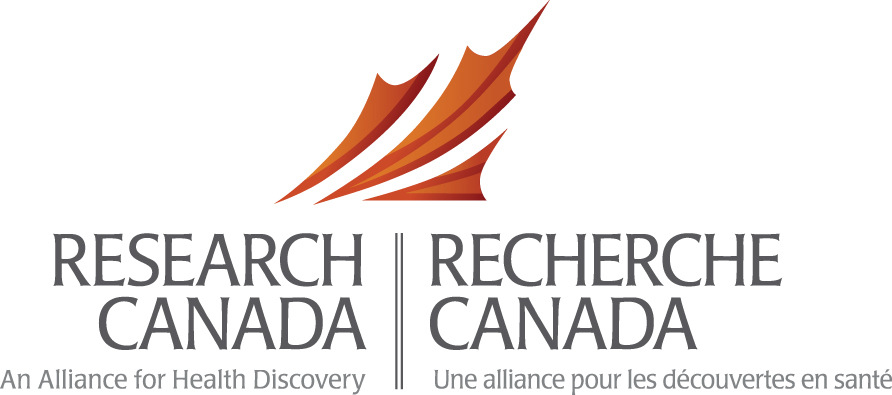 RESEARCH
CANADA
An Alliance for Health Discovery
RECHERCHE
CANADA
Une alliance pour les découvertes en santé